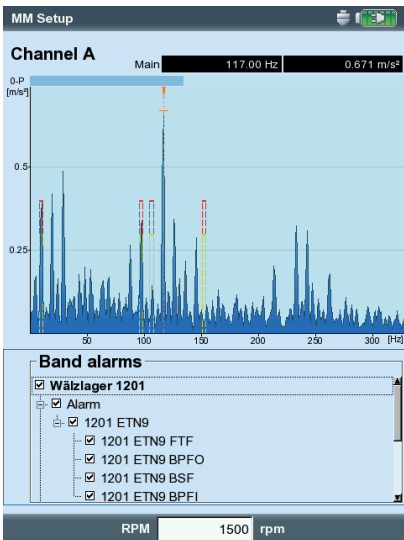 MM Setup
Channel A
Main 117.00 Hz 0.671 m/s²
0-P
[m/s²]
0.5
0.25
50 100 150 200 250 300 [Hz]
Band alarms
Wälzlager 1201
Alarm
1201 ETN9
1201 ETN9 FTF
1201 ETN9 BPFO
1201 ETN9 BSF
1201 ETN9 BPFI
RPM 1500 rpm